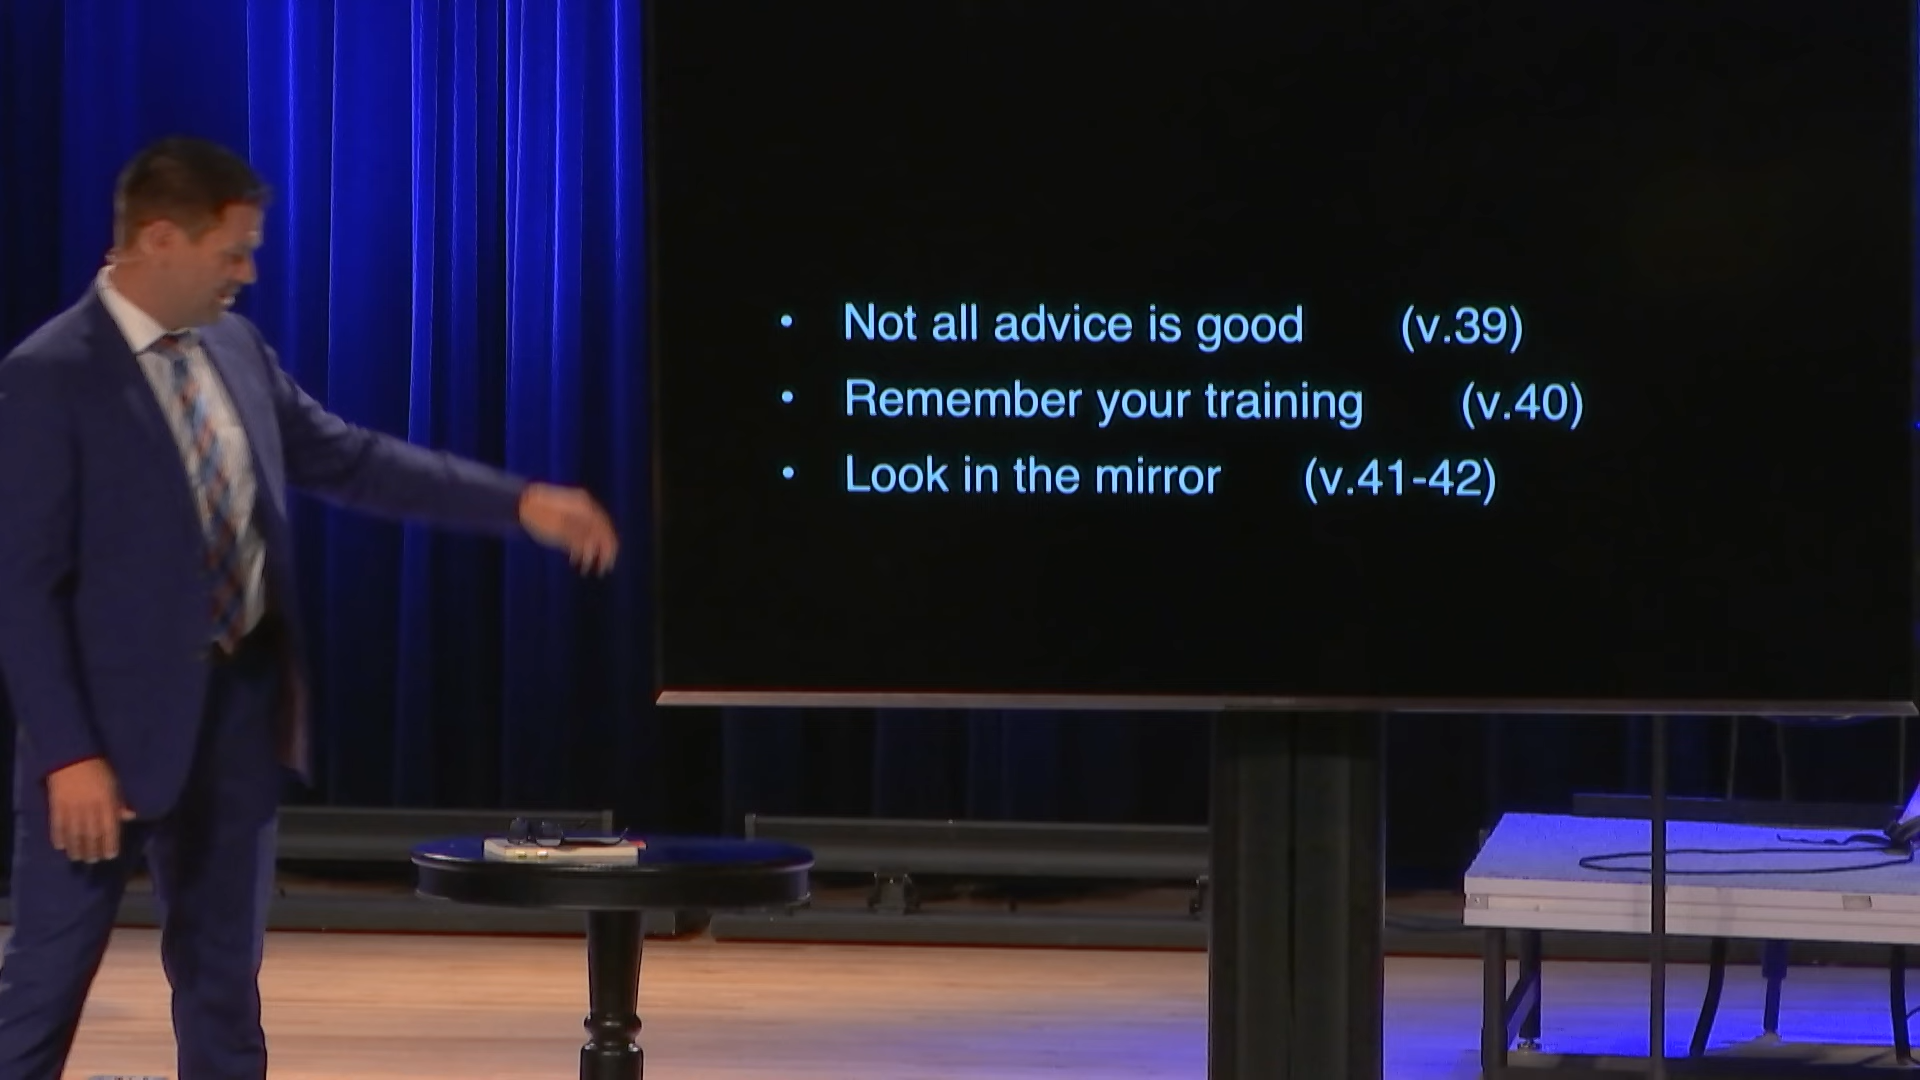 • Not all advice is good (v.39)
• Remember your training (v.40)
• Look in the mirror (v.41-42)